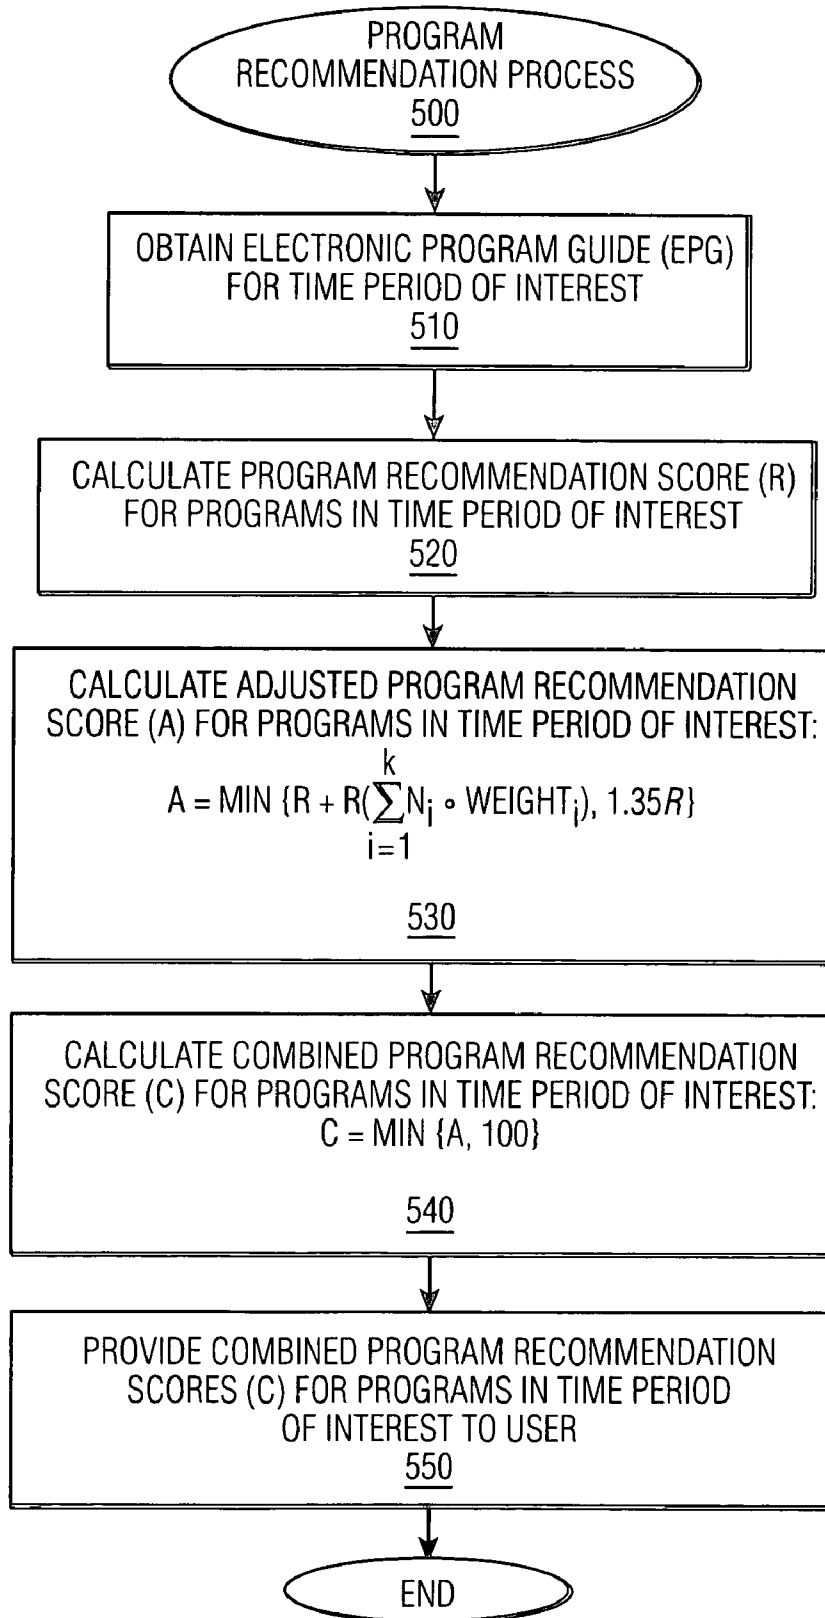 PROGRAM
RECOMMENDATION PROCESS
500
OBTAIN ELECTRONIC PROGRAM GUIDE (EPG)
FOR TIME PERIOD OF INTEREST
510
CALCULATE PROGRAM RECOMMENDATION SCORE (R)
FOR PROGRAMS IN TIME PERIOD OF INTEREST
520
CALCULATE ADJUSTED PROGRAM RECOMMENDATION
SCORE (A) FOR PROGRAMS IN TIME PERIOD OF INTEREST:
k
A = MIN {R + R(∑Nᵢ ∘ WEIGHTᵢ), 1.35R}
i=1
530
CALCULATE COMBINED PROGRAM RECOMMENDATION
SCORE (C) FOR PROGRAMS IN TIME PERIOD OF INTEREST:
C = MIN {A, 100}
540
PROVIDE COMBINED PROGRAM RECOMMENDATION
SCORES (C) FOR PROGRAMS IN TIME PERIOD
OF INTEREST TO USER
550
END